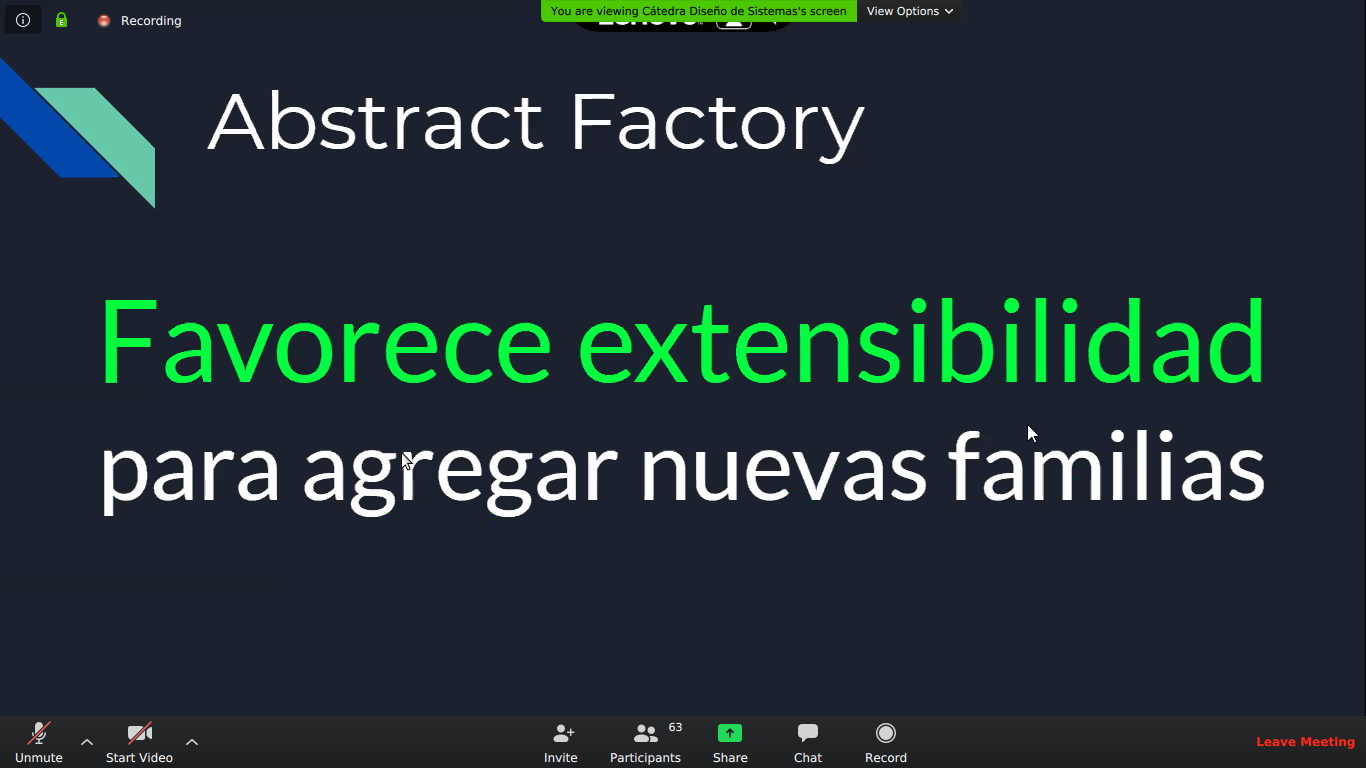 Recording
You are viewing Cátedra Diseño de Sistemas's screen
View Options
Abstract Factory
Favorece extensibilidad
para agregar nuevas familias
63
Unmute
Start Video
Invite
Participants
Share
Chat
Record
Leave Meeting